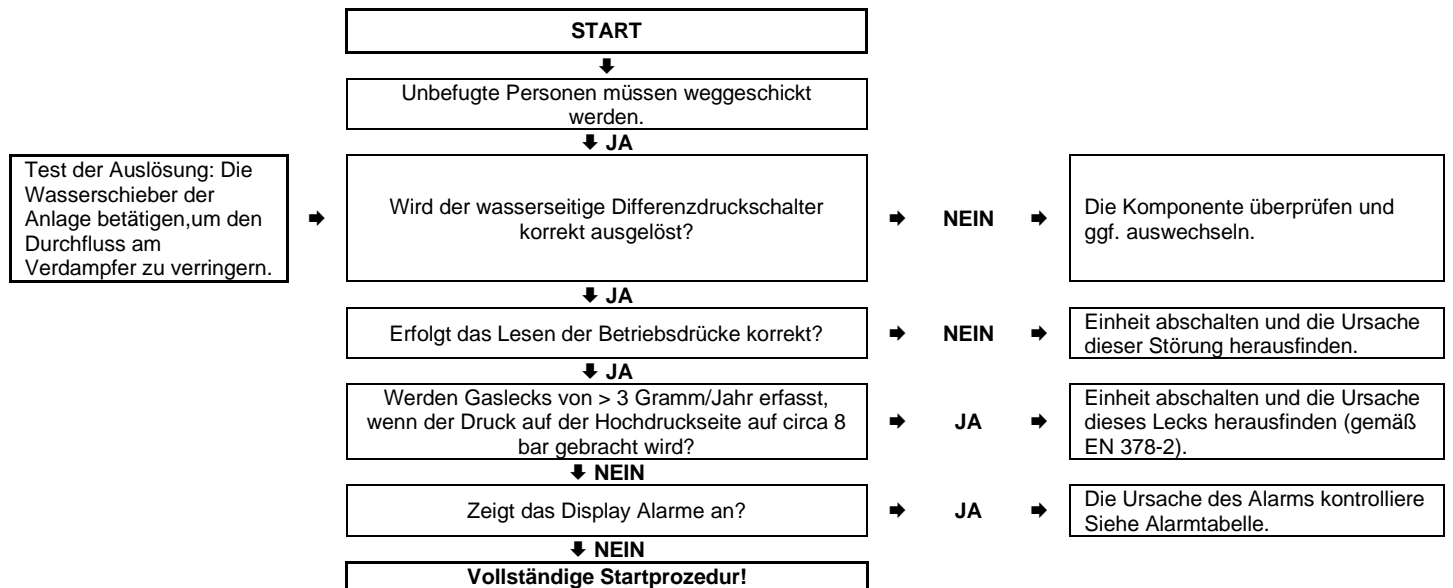 START
Unbefugte Personen müssen weggeschickt
werden.
JA
Test der Auslösung: Die
Wasserschieber der
Anlage betätigen,um den
Durchfluss am
Verdampfer zu verringern.
Wird der wasserseitige Differenzdruckschalter
korrekt ausgelöst?
NEIN
Die Komponente überprüfen und
ggf. auswechseln.
JA
Erfolgt das Lesen der Betriebsdrücke korrekt?
NEIN
Einheit abschalten und die Ursache
dieser Störung herausfinden.
JA
Werden Gaslecks von > 3 Gramm/Jahr erfasst,
wenn der Druck auf der Hochdruckseite auf circa 8
bar gebracht wird?
JA
Einheit abschalten und die Ursache
dieses Lecks herausfinden (gemäß
EN 378-2).
NEIN
Zeigt das Display Alarme an?
JA
Die Ursache des Alarms kontrolliere
Siehe Alarmtabelle.
NEIN
Vollständige Startprozedur!